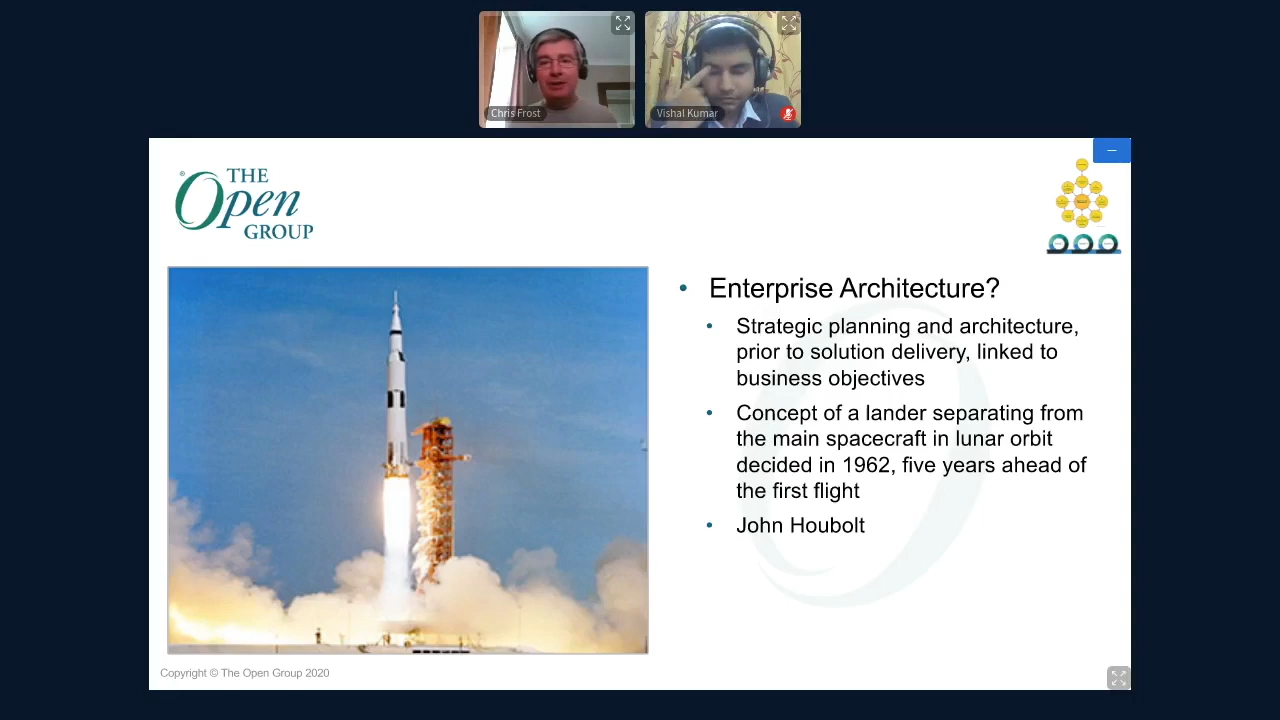 Chris Frost
Vishal Kumar
THE
Open
GROUP
®
• Enterprise Architecture?
• Strategic planning and architecture,
prior to solution delivery, linked to
business objectives
• Concept of a lander separating from
the main spacecraft in lunar orbit
decided in 1962, five years ahead of
the first flight
• John Houbolt
Copyright © The Open Group 2020